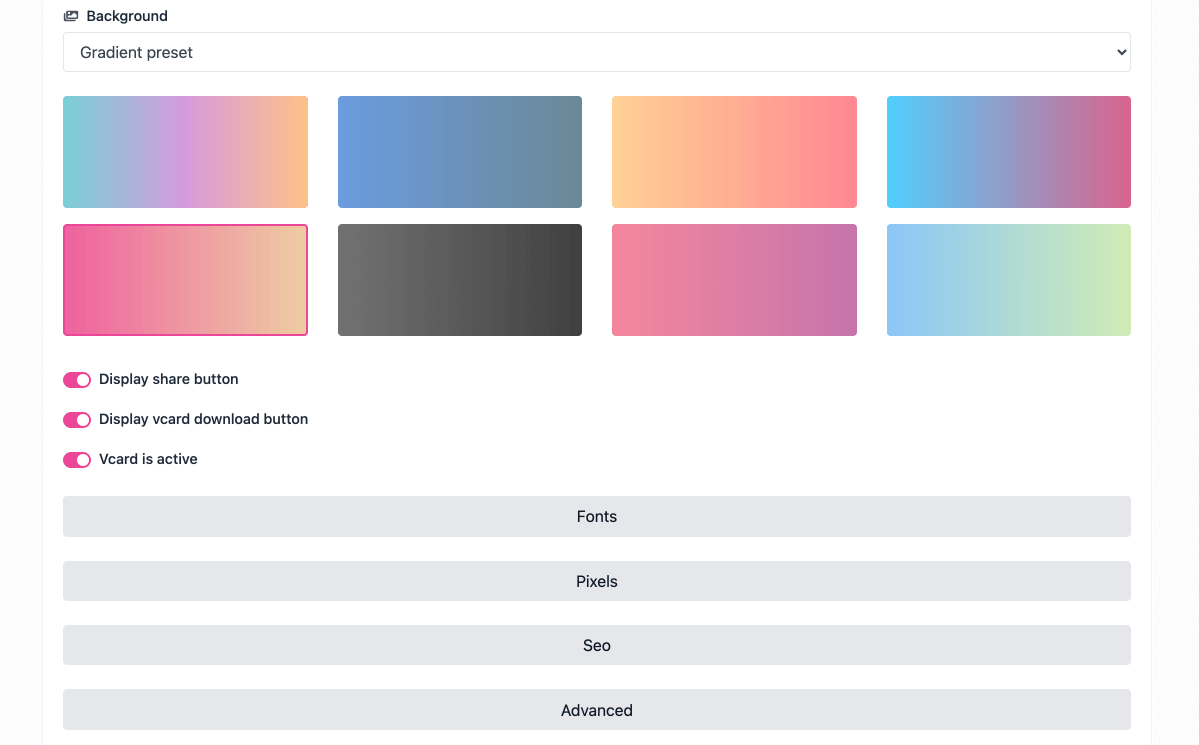 Background
Gradient preset
Display share button
Display vcard download button
Vcard is active
Fonts
Pixels
Seo
Advanced